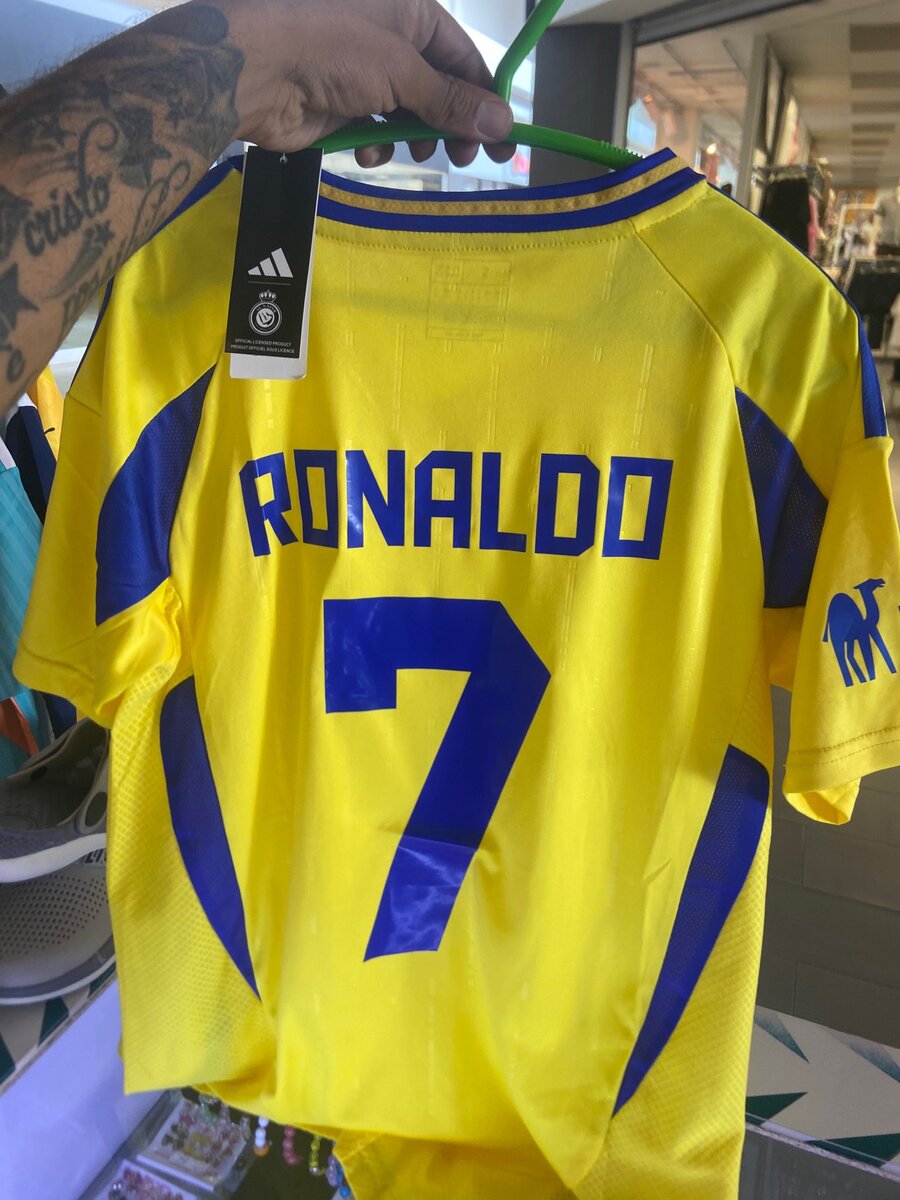 cristo
OFFICIAL LICENSED PRODUCT
PRODUIT OFFICIEL SOUS LICENCE
RONALDO
7